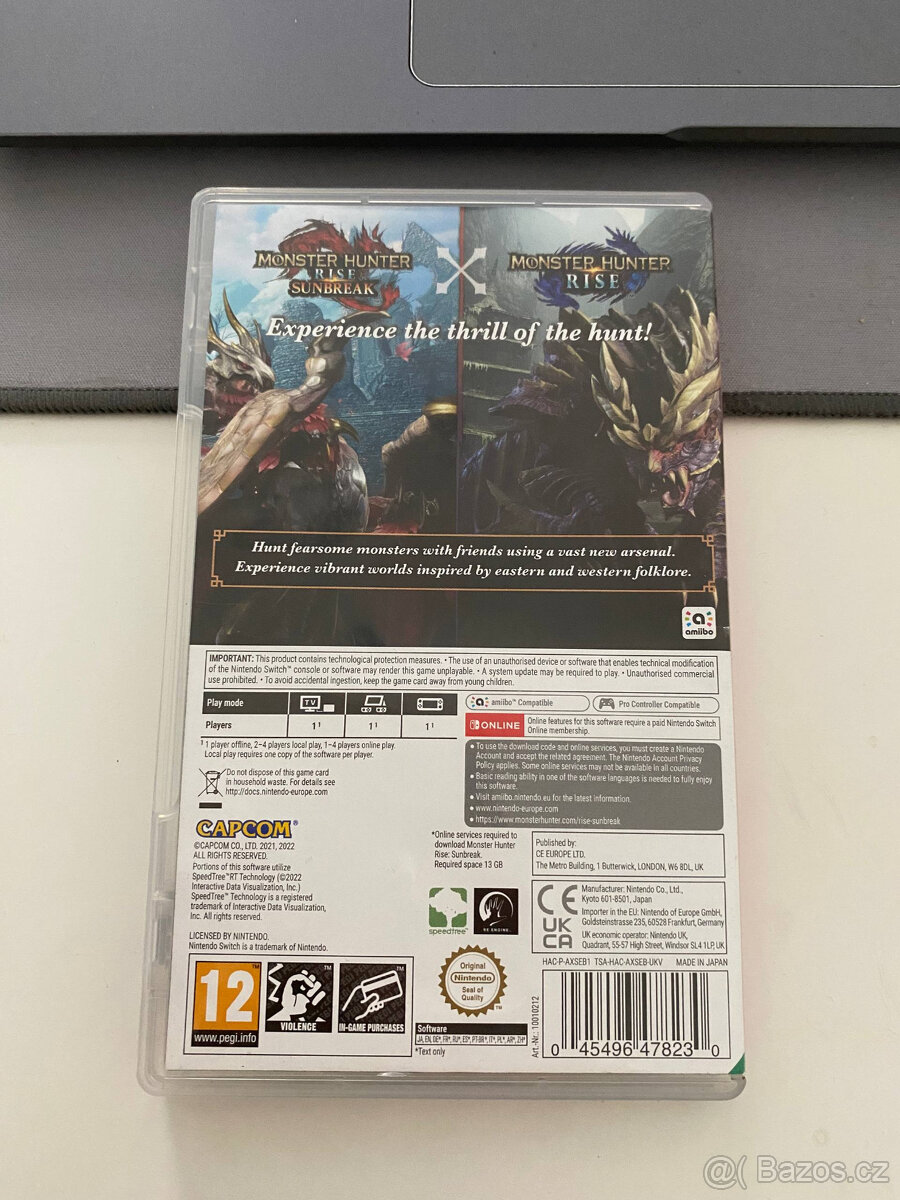 MONSTER HUNTER
RISE
SUNBREAK
MONSTER HUNTER
RISE
Experience the thrill of the hunt!
Hunt fearsome monsters with friends using a vast new arsenal.
Experience vibrant worlds inspired by eastern and western folklore.
amiibo
IMPORTANT: This product contains technological protection measures. • The use of an unauthorised device or software that enables technical modification
of the Nintendo Switch™ console or software may render this game unplayable. • A system update may be required to play. • Unauthorised commercial
use prohibited. • To avoid accidental ingestion, keep the game card away from young children.
Play mode
TV
Players
1¹
1¹
1¹
amiibo™ Compatible
Pro Controller Compatible
ONLINE
Online features for this software require a paid Nintendo Switch
Online membership.
¹ 1 player offline, 2–4 players local play, 1–4 players online play.
Local play requires one copy of the software per player.
• To use the download code and online services, you must create a Nintendo
Account and accept the related agreement. The Nintendo Account Privacy
Policy applies. Some online services may not be available in all countries.
• Basic reading ability in one of the software languages is needed to fully enjoy
this software.
• Visit amiibo.nintendo.eu for the latest information.
• www.nintendo-europe.com
• https://www.monsterhunter.com/rise-sunbreak
Do not dispose of this game card
in household waste. For details see
http://docs.nintendo-europe.com
CAPCOM®
©CAPCOM CO., LTD. 2021, 2022
ALL RIGHTS RESERVED.
Portions of this software utilize
SpeedTree®RT Technology (©2022
Interactive Data Visualization, Inc.)
SpeedTree™ Technology is a registered
trademark of Interactive Data Visualization,
Inc. All rights reserved.
LICENSED BY NINTENDO.
Nintendo Switch is a trademark of Nintendo.
*Online services required to
download Monster Hunter
Rise: Sunbreak.
Required space 13 GB
speedtree™
RE ENGINE
Published by:
CE EUROPE LTD.
The Metro Building, 1 Butterwick, LONDON, W6 8DL, UK
CE
UK
CA
Manufacturer: Nintendo Co., Ltd.,
Kyoto 601-8501, Japan
Importer in the EU: Nintendo of Europe GmbH,
Goldsteinstrasse 235, 60528 Frankfurt, Germany
UK economic operator: Nintendo UK,
Quadrant, 55-57 High Street, Windsor SL4 1LP, UK
HAC-P-AXSEB1 TSA-HAC-AXSEB-UKV MADE IN JAPAN
12
www.pegi.info
VIOLENCE
IN-GAME PURCHASES
Original
Nintendo
Seal of
Quality
™
Software
JA, EN, DE*, FR*, RU*, ES*, PT-BR*, IT*, PL*, AR*, ZH*
*Text only
Art.-Nr.: 10010212
0 45496 47823 0
@( Bazos.cz